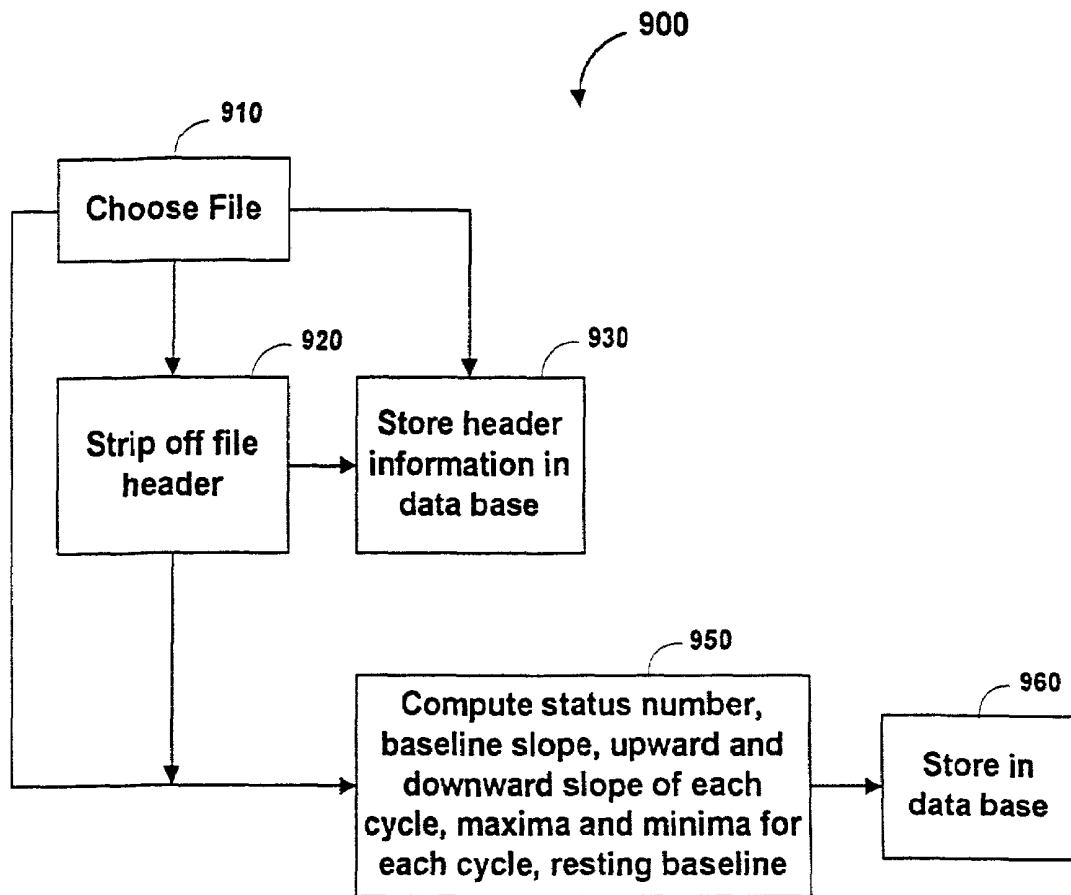 900
910
Choose File
920
Strip off file
header
930
Store header
information in
data base
950
Compute status number,
baseline slope, upward and
downward slope of each
cycle, maxima and minima for
each cycle, resting baseline
960
Store in
data base